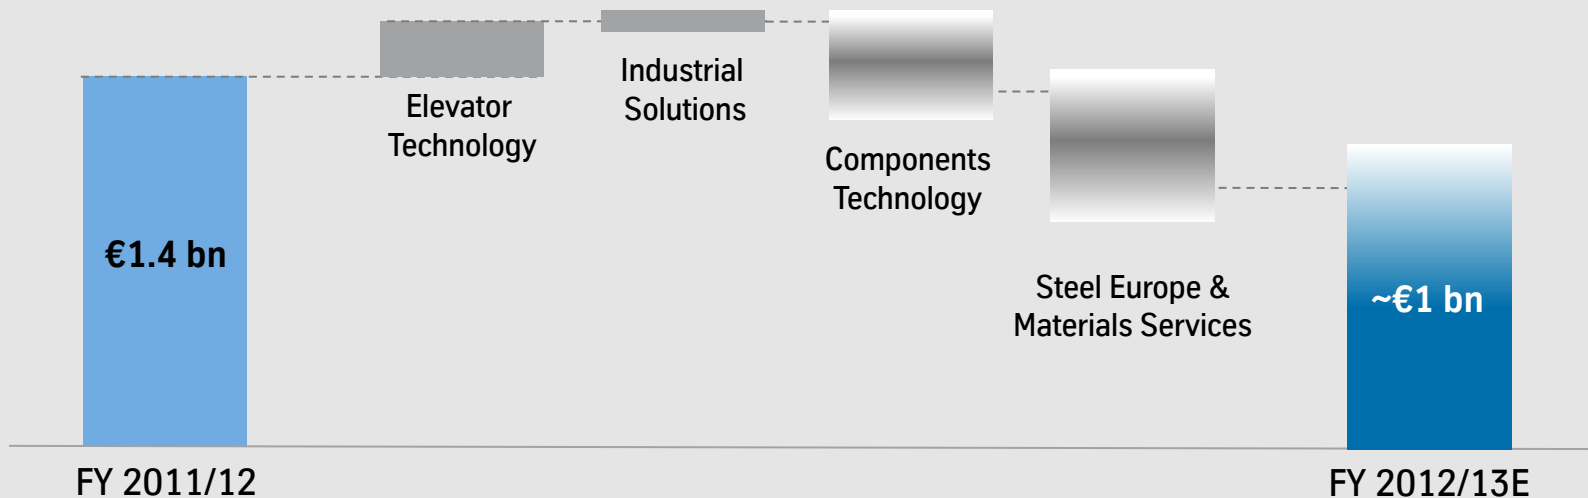 Elevator
Technology
Industrial
Solutions
Components
Technology
Steel Europe &
Materials Services
€1.4 bn
~€1 bn
FY 2011/12
FY 2012/13E